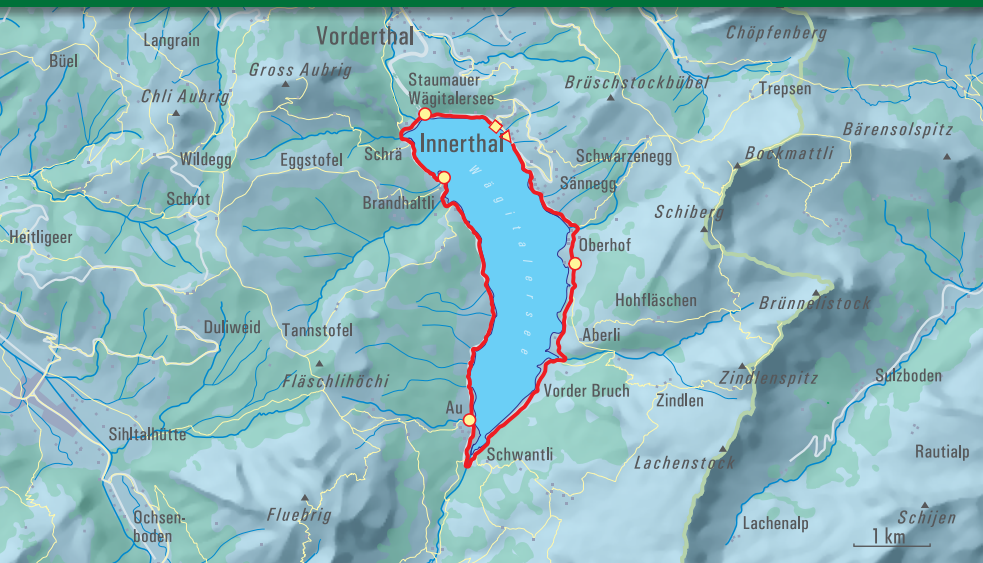 Chöpfenberg
Langrain
Vorderthal
Büel
Gross Aubrig
Staumauer
Wägitalersee
Brüschstockbübel
Trepsen
Chli Aubrig
Bärensolspitz
Innerthal
Schrä
Wildegg
Eggstofel
Schwarzenegg
Bockmattli
Sännegg
Wägitalersee
Schrot
Brandhaltli
Schiberg
Heitligeer
Oberhof
Hohfläschen
Brünnelistock
Duliweid
Tannstofel
Aberli
Fläschlihöchi
Zindlenspitz
Sulzboden
Vorder Bruch
Zindlen
Au
Sihltalhütte
Schwantli
Lachenstock
Rautialp
Ochsen-
boden
Fluebrig
Lachenalp
Schijen
1 km